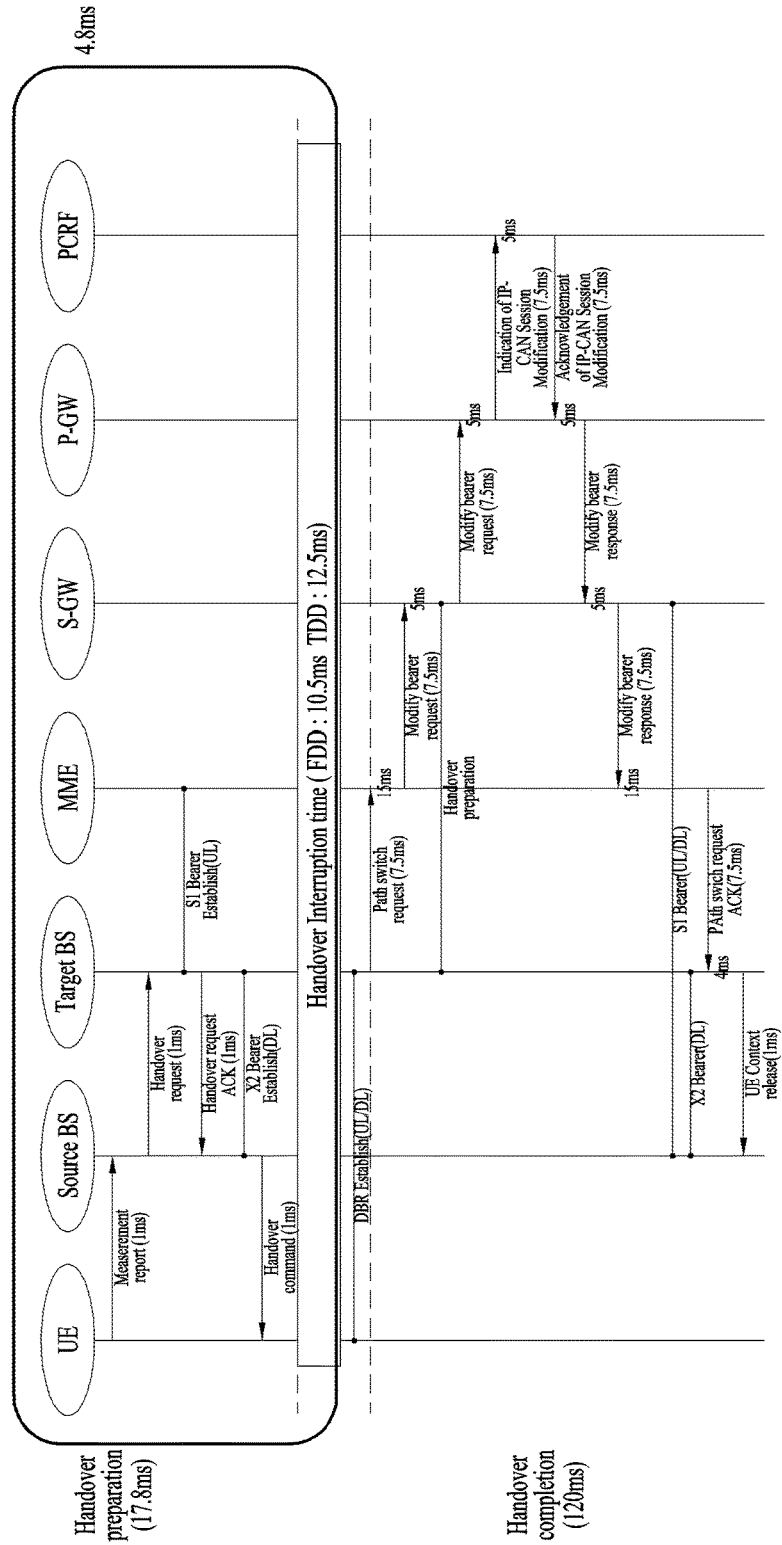 4.8ms
UE
Source BS
Target BS
MME
S-GW
P-GW
PCRF
Handover
preparation
(17.8ms)
Measerement
report (1ms)
Handover
request (1ms)
S1 Bearer
Establish(UL)
Handover request
ACK (1ms)
X2 Bearer
Establish(DL)
Handover
command (1ms)
Handover Interruption time ( FDD : 10.5ms TDD : 12.5ms)
DBR Establish(UL/DL)
Path switch
request (7.5ms)
15ms
Modify bearer
request (7.5ms)
5ms
Handover
preparation
Modify bearer
request (7.5ms)
5ms
Indication of IP-
CAN Session
Modification (7.5ms)
5ms
Acknowledgement
of IP-CAN Session
Modification (7.5ms)
5ms
Modify bearer
response (7.5ms)
5ms
Modify bearer
response (7.5ms)
15ms
Handover
completion
(120ms)
S1 Bearer(UL/DL)
X2 Bearer(DL)
PAth swich request
ACK(7.5ms)
4ms
UE Context
release(1ms)